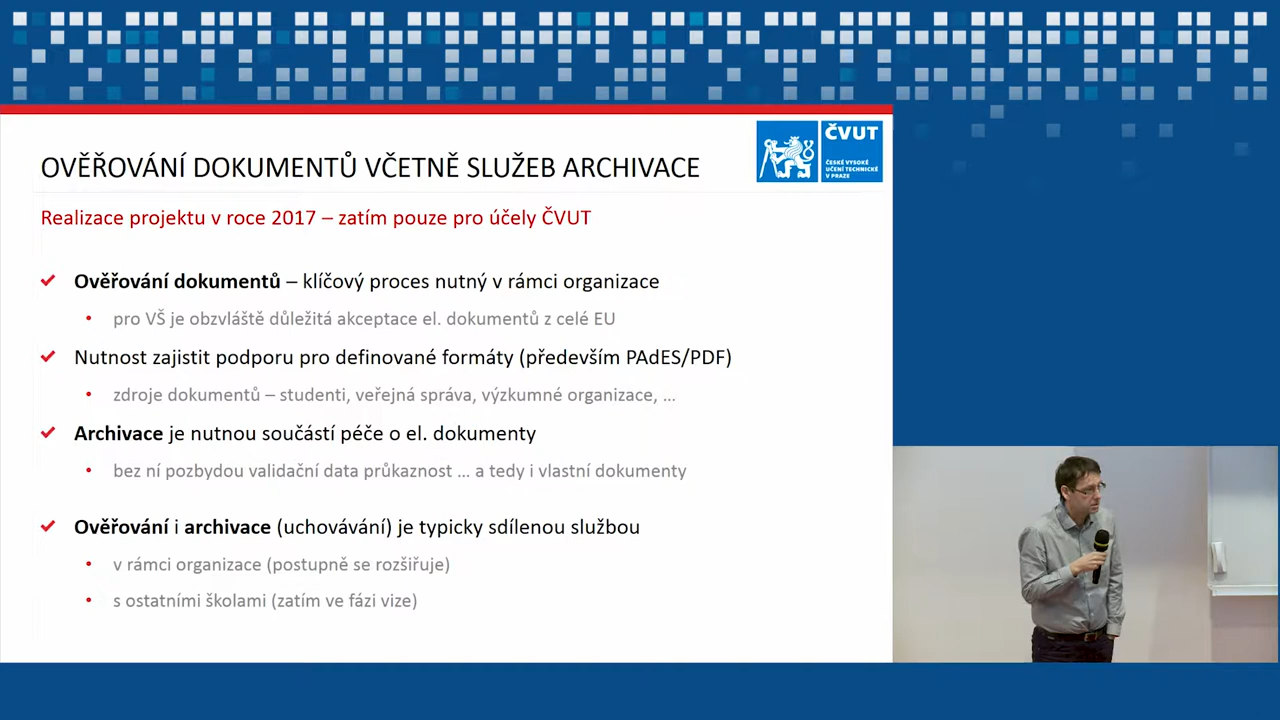 OVĚŘOVÁNÍ DOKUMENTŮ VČETNĚ SLUŽEB ARCHIVACE
ČVUT
ČESKÉ VYSOKÉ
UČENÍ TECHNICKÉ
V PRAZE
Realizace projektu v roce 2017 – zatím pouze pro účely ČVUT
Ověřování dokumentů – klíčový proces nutný v rámci organizace
• pro VŠ je obzvláště důležitá akceptace el. dokumentů z celé EU
Nutnost zajistit podporu pro definované formáty (především PAdES/PDF)
• zdroje dokumentů – studenti, veřejná správa, výzkumné organizace, …
Archivace je nutnou součástí péče o el. dokumenty
• bez ní pozbydou validační data průkaznost … a tedy i vlastní dokumenty
Ověřování i archivace (uchovávání) je typicky sdílenou službou
• v rámci organizace (postupně se rozšiřuje)
• s ostatními školami (zatím ve fázi vize)